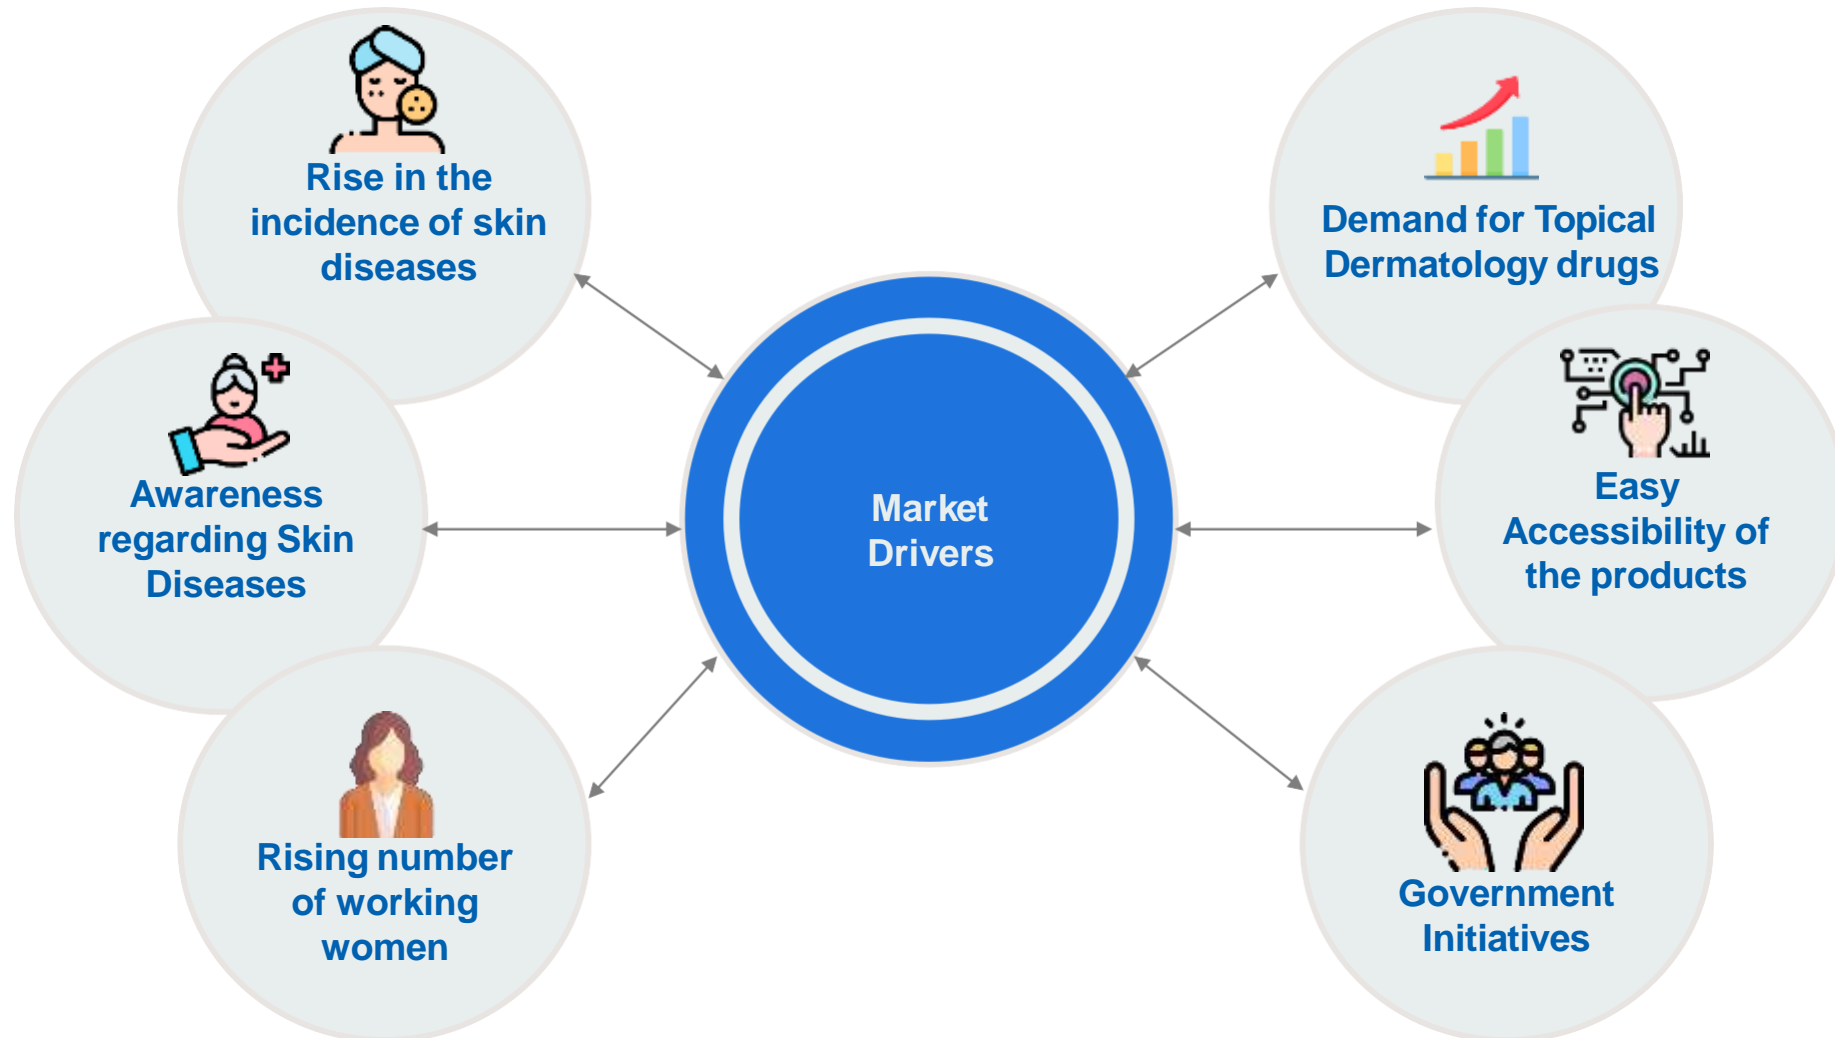 Rise in the
incidence of skin
diseases
Awareness
regarding Skin
Diseases
Rising number
of working
women
Market
Drivers
Demand for Topical
Dermatology drugs
Easy
Accessibility of
the products
Government
Initiatives